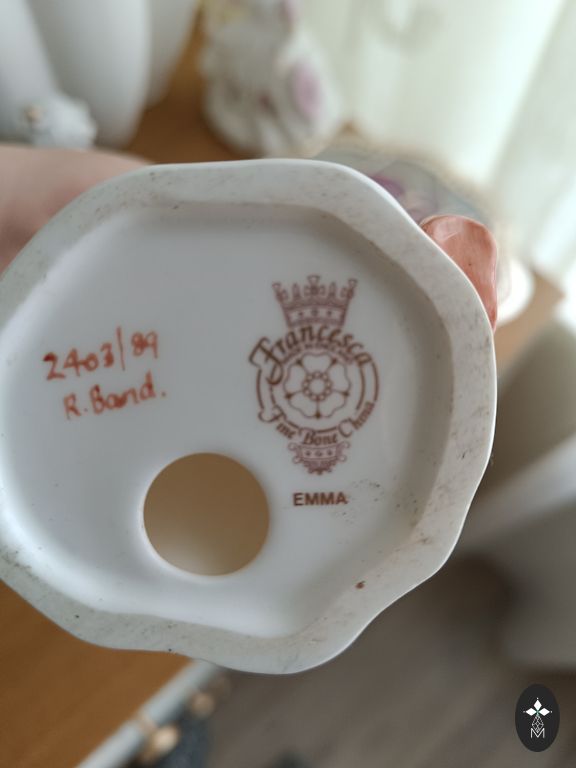 2403/89
R.Band.
Francesca
Fine Bone China
EMMA
M